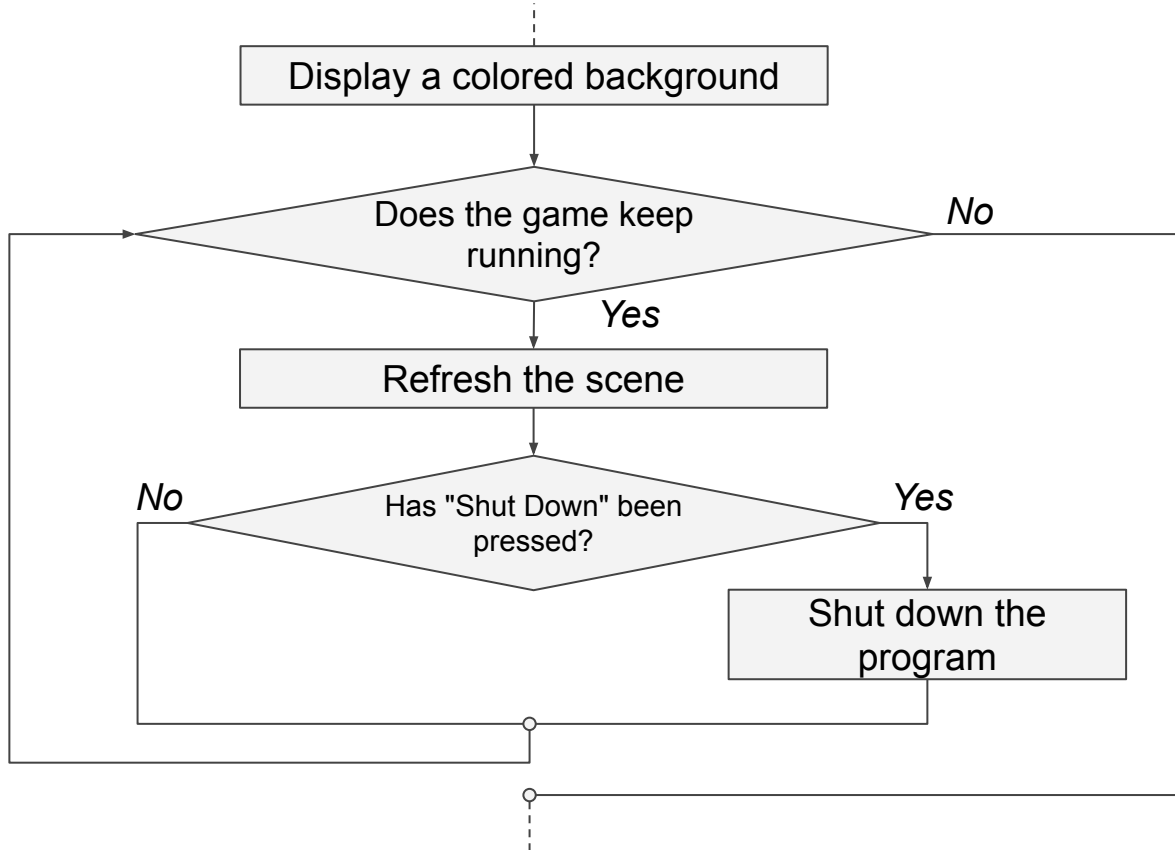 Display a colored background
Does the game keep
running?
No
Yes
Refresh the scene
No
Has "Shut Down" been
pressed?
Yes
Shut down the
program